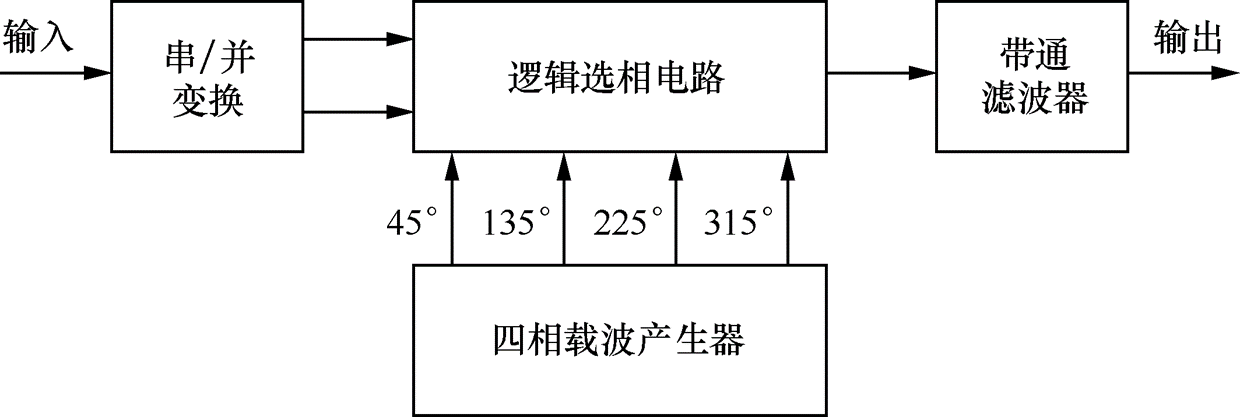 输入
串/并
变换
逻辑选相电路
带通
滤波器
输出
45° 135° 225° 315°
四相载波产生器